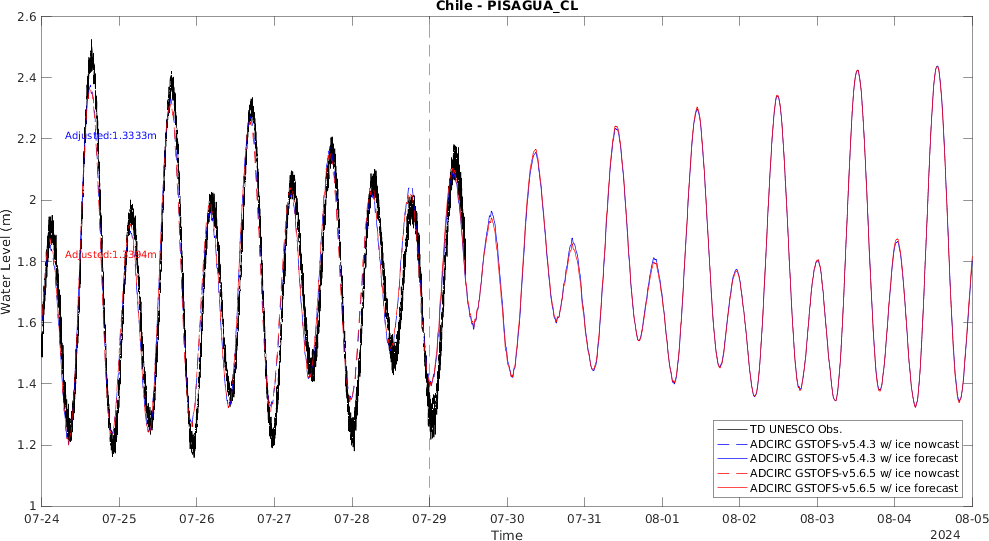 Chile - PISAGUA_CL
2.6
2.4
2.2
2
1.8
1.6
1.4
1.2
1
Water Level (m)
Adjusted:1.3333m
Adjusted:1.3394m
TD UNESCO Obs.
ADCIRC GSTOFS-v5.4.3 w/ ice nowcast
ADCIRC GSTOFS-v5.4.3 w/ ice forecast
ADCIRC GSTOFS-v5.6.5 w/ ice nowcast
ADCIRC GSTOFS-v5.6.5 w/ ice forecast
07-24 07-25 07-26 07-27 07-28 07-29 07-30 07-31 08-01 08-02 08-03 08-04 08-05
Time
2024